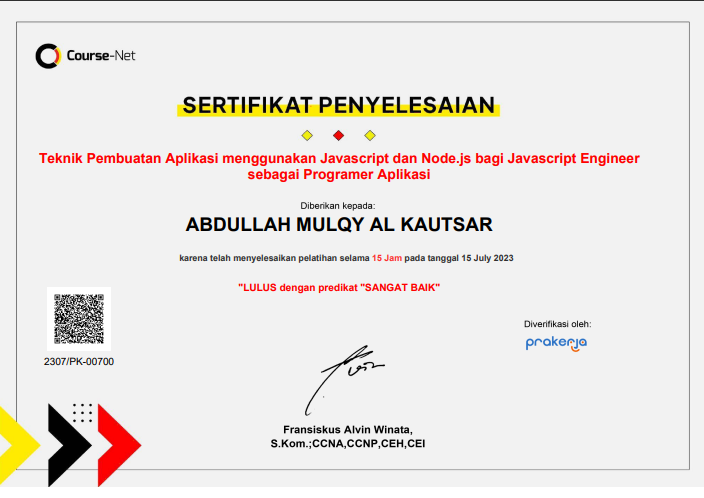 Course-Net
SERTIFIKAT PENYELESAIAN
Teknik Pembuatan Aplikasi menggunakan Javascript dan Node.js bagi Javascript Engineer
sebagai Programer Aplikasi
Diberikan kepada:
ABDULLAH MULQY AL KAUTSAR
karena telah menyelesaikan pelatihan selama 15 Jam pada tanggal 15 July 2023
"LULUS dengan predikat "SANGAT BAIK"
2307/PK-00700
Diverifikasi oleh:
prakerja
Fransiskus Alvin Winata,
S.Kom.;CCNA,CCNP,CEH,CEI